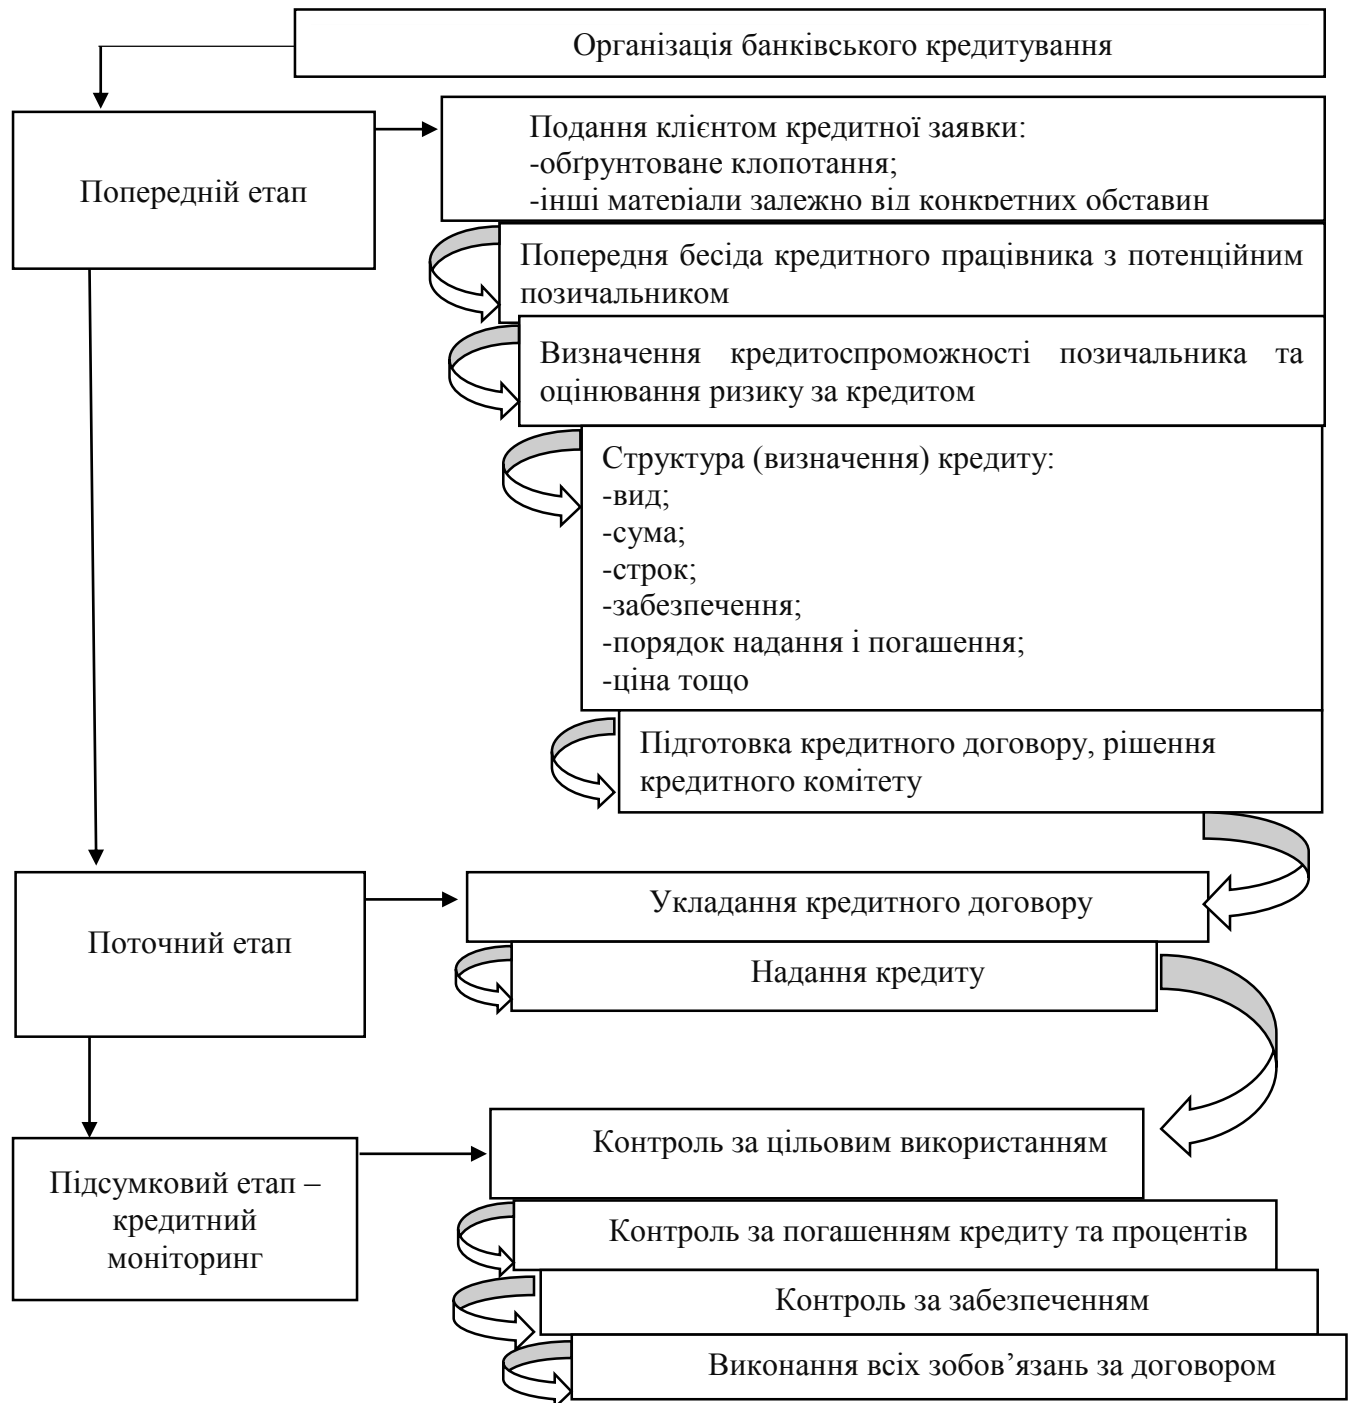 Організація банківського кредитування
Попередній етап
Подання клієнтом кредитної заявки:
-обґрунтоване клопотання;
-інші матеріали залежно від конкретних обставин
Попередня бесіда кредитного працівника з потенційним
позичальником
Визначення кредитоспроможності позичальника та
оцінювання ризику за кредитом
Структура (визначення) кредиту:
-вид;
-сума;
-строк;
-забезпечення;
-порядок надання і погашення;
-ціна тощо
Підготовка кредитного договору, рішення
кредитного комітету
Поточний етап
Укладання кредитного договору
Надання кредиту
Підсумковий етап –
кредитний
моніторинг
Контроль за цільовим використанням
Контроль за погашенням кредиту та процентів
Контроль за забезпеченням
Виконання всіх зобов’язань за договором